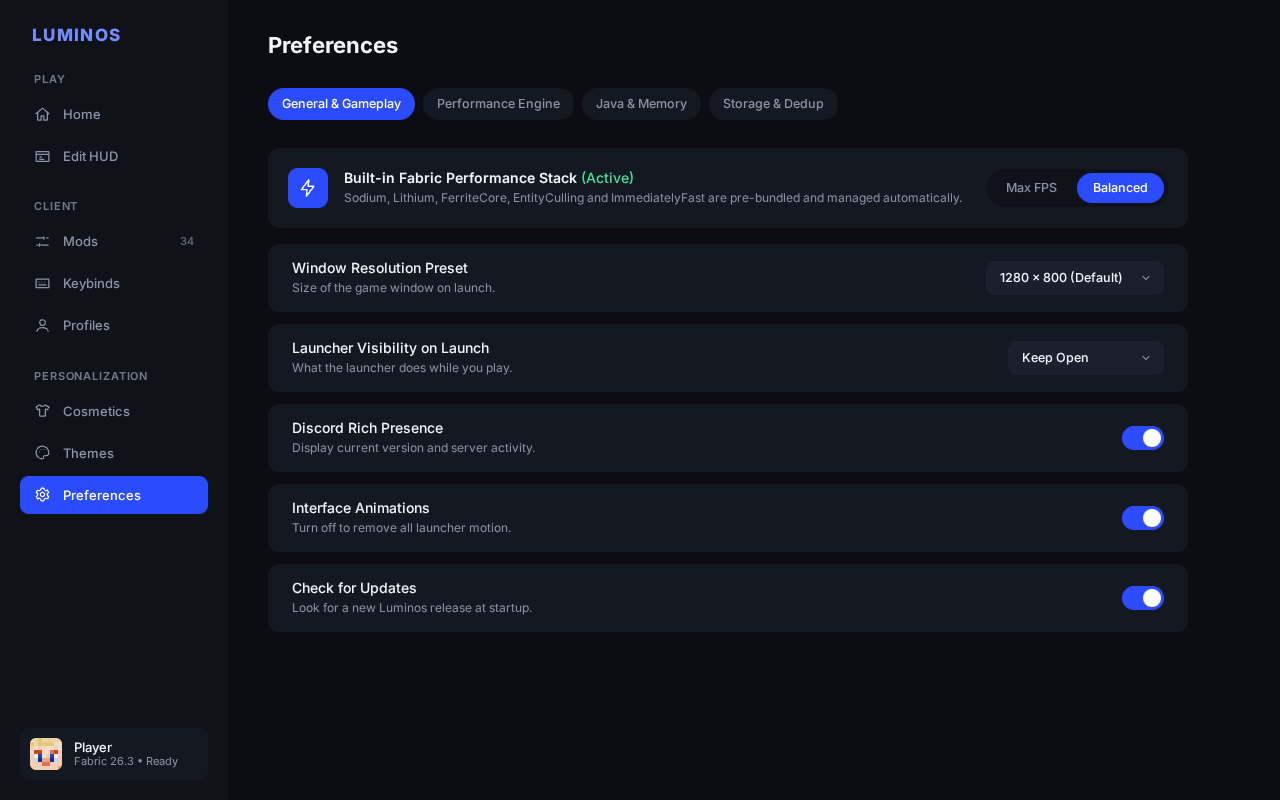 LUMINOS
PLAY
Home
Edit HUD
CLIENT
Mods 34
Keybinds
Profiles
PERSONALIZATION
Cosmetics
Themes
Preferences
Player
Fabric 26.3 • Ready
Preferences
General & Gameplay Performance Engine Java & Memory Storage & Dedup
Built-in Fabric Performance Stack (Active)
Sodium, Lithium, FerriteCore, EntityCulling and ImmediatelyFast are pre-bundled and managed automatically.
Max FPS Balanced
Window Resolution Preset
Size of the game window on launch.
1280 × 800 (Default)
Launcher Visibility on Launch
What the launcher does while you play.
Keep Open
Discord Rich Presence
Display current version and server activity.
Interface Animations
Turn off to remove all launcher motion.
Check for Updates
Look for a new Luminos release at startup.